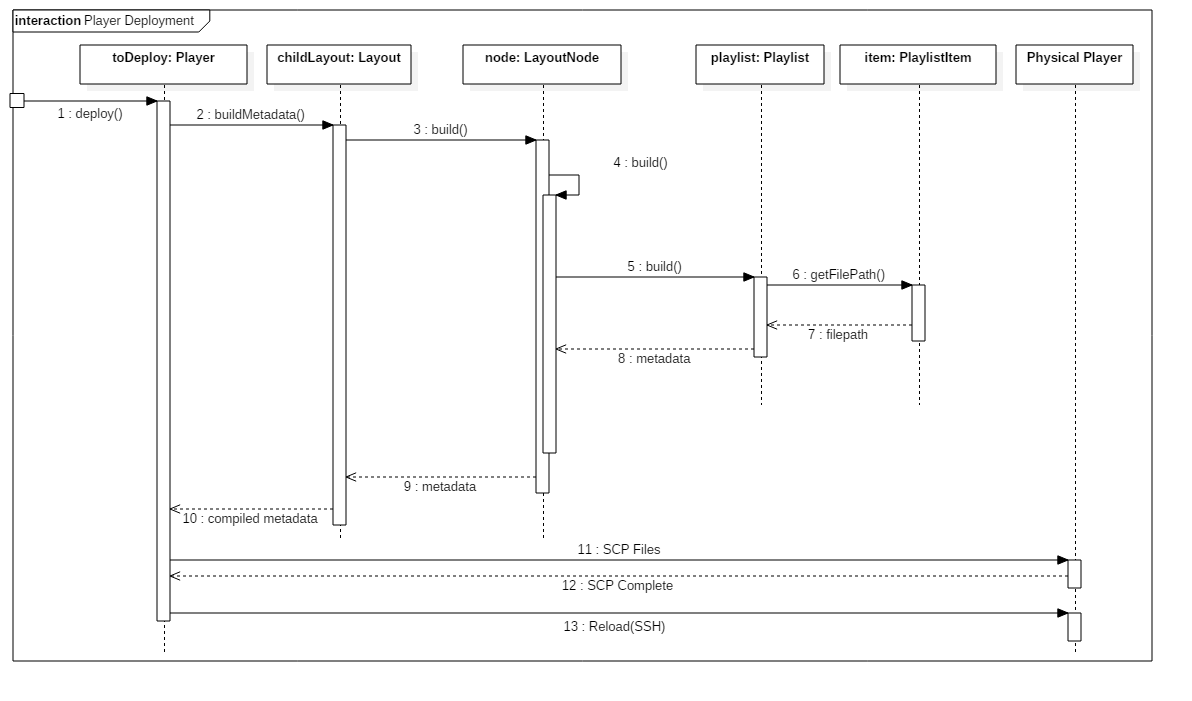 interaction Player Deployment
toDeploy: Player
childLayout: Layout
node: LayoutNode
playlist: Playlist
item: PlaylistItem
Physical Player
1 : deploy()
2 : buildMetadata()
3 : build()
4 : build()
5 : build()
6 : getFilePath()
7 : filepath
8 : metadata
9 : metadata
10 : compiled metadata
11 : SCP Files
12 : SCP Complete
13 : Reload(SSH)